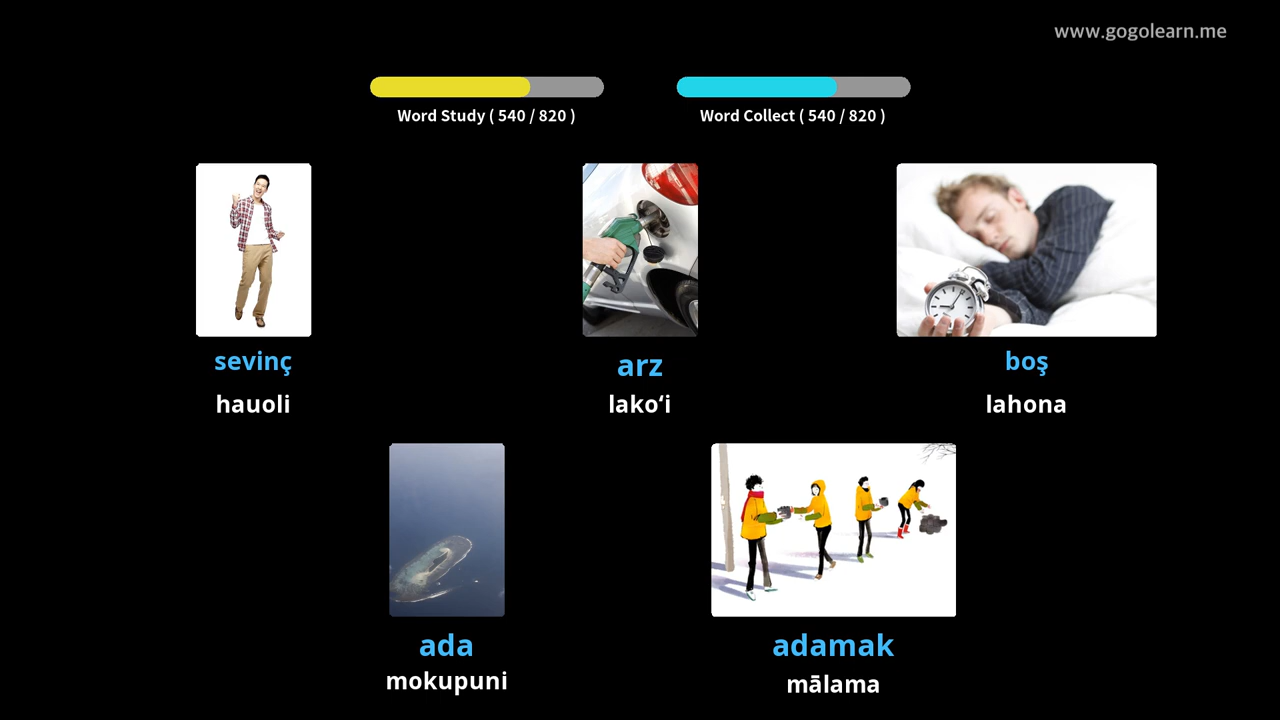 www.gogolearn.me
Word Study ( 540 / 820 )
Word Collect ( 540 / 820 )
sevinç
arz
boş
hauoli
lakoʻi
lahona
ada
adamak
mokupuni
mālama